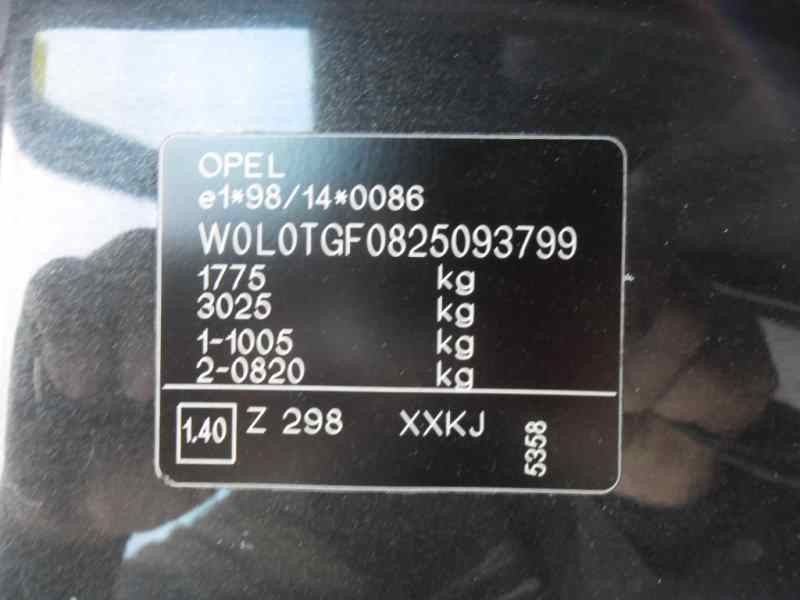 OPEL
e1*98/14*0086
W0L0TGF0825093799
1775 kg
3025 kg
1-1005 kg
2-0820 kg
1.40 Z 298 XXKJ 5358